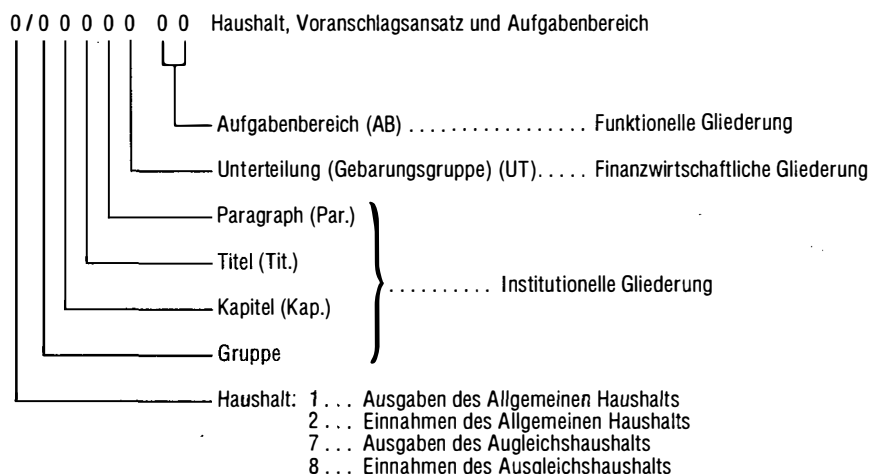 0/0 0 0 0 0 0 0 Haushalt, Voranschlagsansatz und Aufgabenbereich
Aufgabenbereich (AB) . . . . . . . . . . . . . . . . . Funktionelle Gliederung
Unterteilung (Gebarungsgruppe) (UT). . . . . Finanzwirtschaftliche Gliederung
Paragraph (Par.)
Titel (Tit.)
. . . . . . . . . . Institutionelle Gliederung
Kapitel (Kap.)
Gruppe
Haushalt: 1 . . . Ausgaben des Allgemeinen Haushalts
2 . . . Einnahmen des Allgemeinen Haushalts
7 . . . Ausgaben des Augleichshaushalts
8 . . . Einnahmen des Ausgleichshaushalts